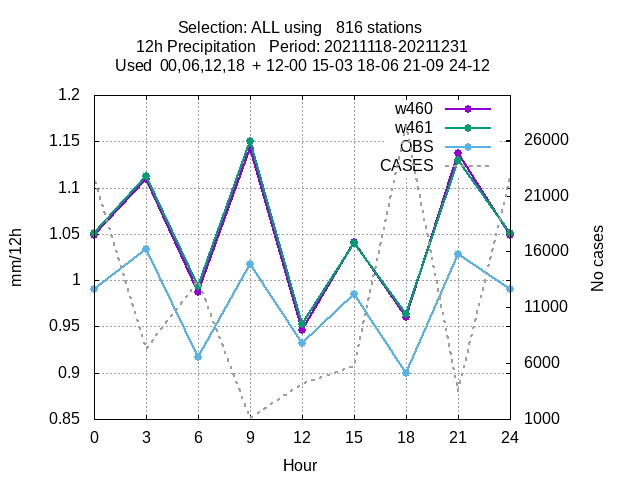 Selection: ALL using   816 stations
12h Precipitation   Period: 20211118-20211231
Used  00,06,12,18  + 12-00 15-03 18-06 21-09 24-12
1.2
1.15
1.1
1.05
1
0.95
0.9
0.85
mm/12h
w460
w461
OBS
CASES
26000
21000
16000
11000
6000
1000
No cases
0 3 6 9 12 15 18 21 24
Hour